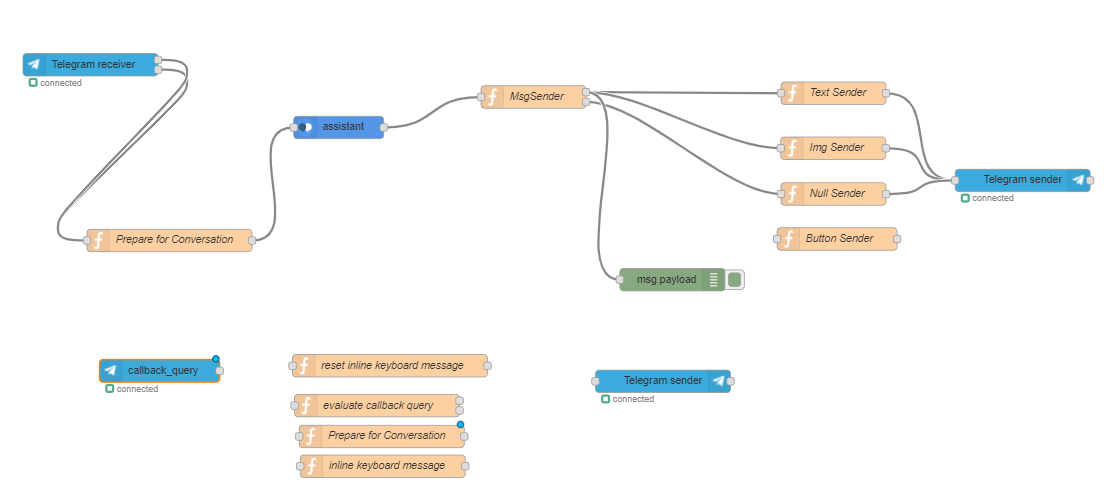 Telegram receiver
connected
Prepare for Conversation
assistant
MsgSender
Text Sender
Img Sender
Null Sender
Button Sender
Telegram sender
connected
msg.payload
callback_query
connected
reset inline keyboard message
evaluate callback query
Prepare for Conversation
inline keyboard message
Telegram sender
connected